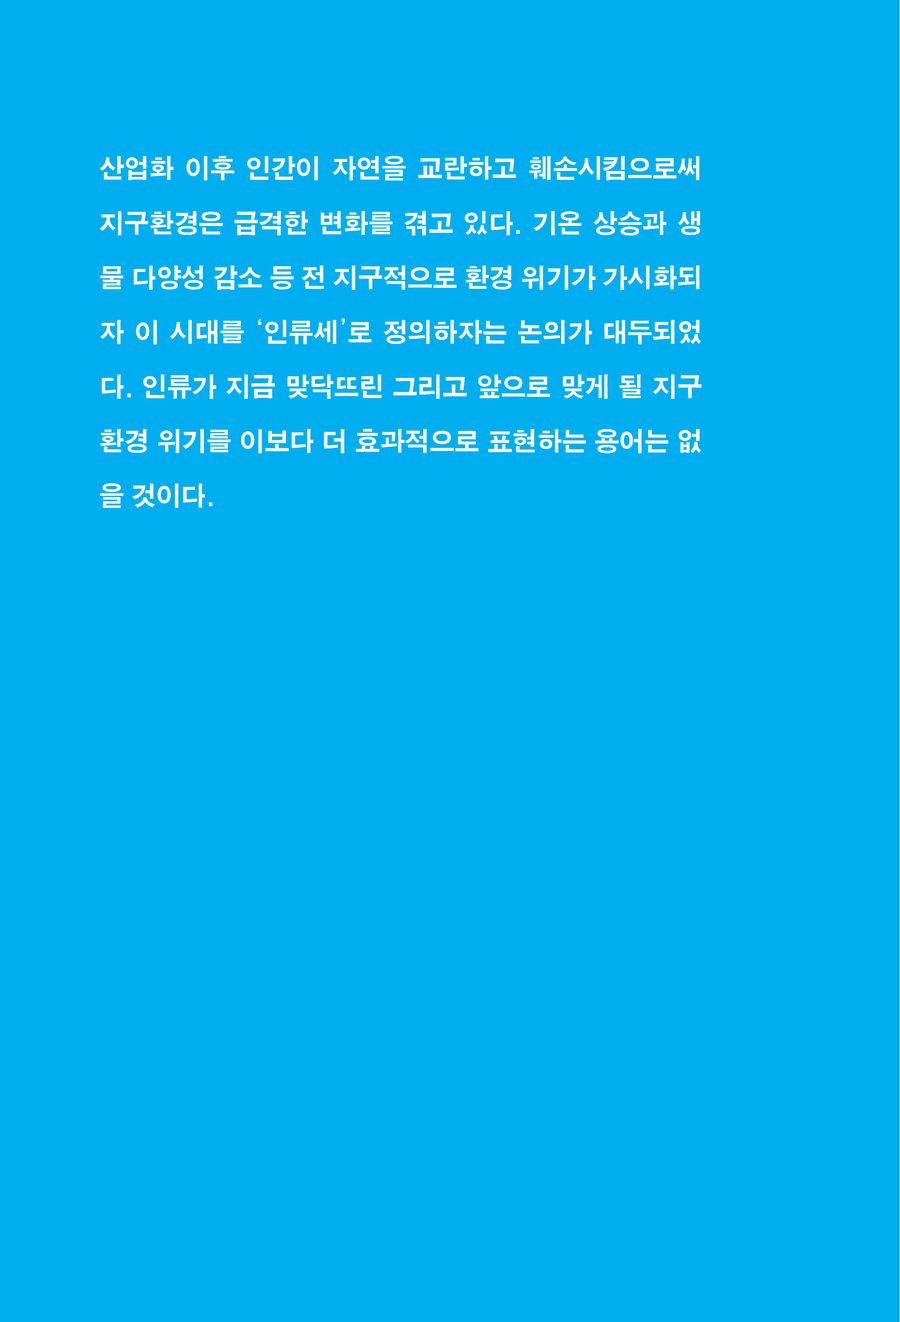 산업화 이후 인간이 자연을 교란하고 훼손시킴으로써
지구환경은 급격한 변화를 겪고 있다. 기온 상승과 생
물 다양성 감소 등 전 지구적으로 환경 위기가 가시화되
자 이 시대를 ‘인류세’로 정의하자는 논의가 대두되었
다. 인류가 지금 맞닥뜨린 그리고 앞으로 맞게 될 지구
환경 위기를 이보다 더 효과적으로 표현하는 용어는 없
을 것이다.